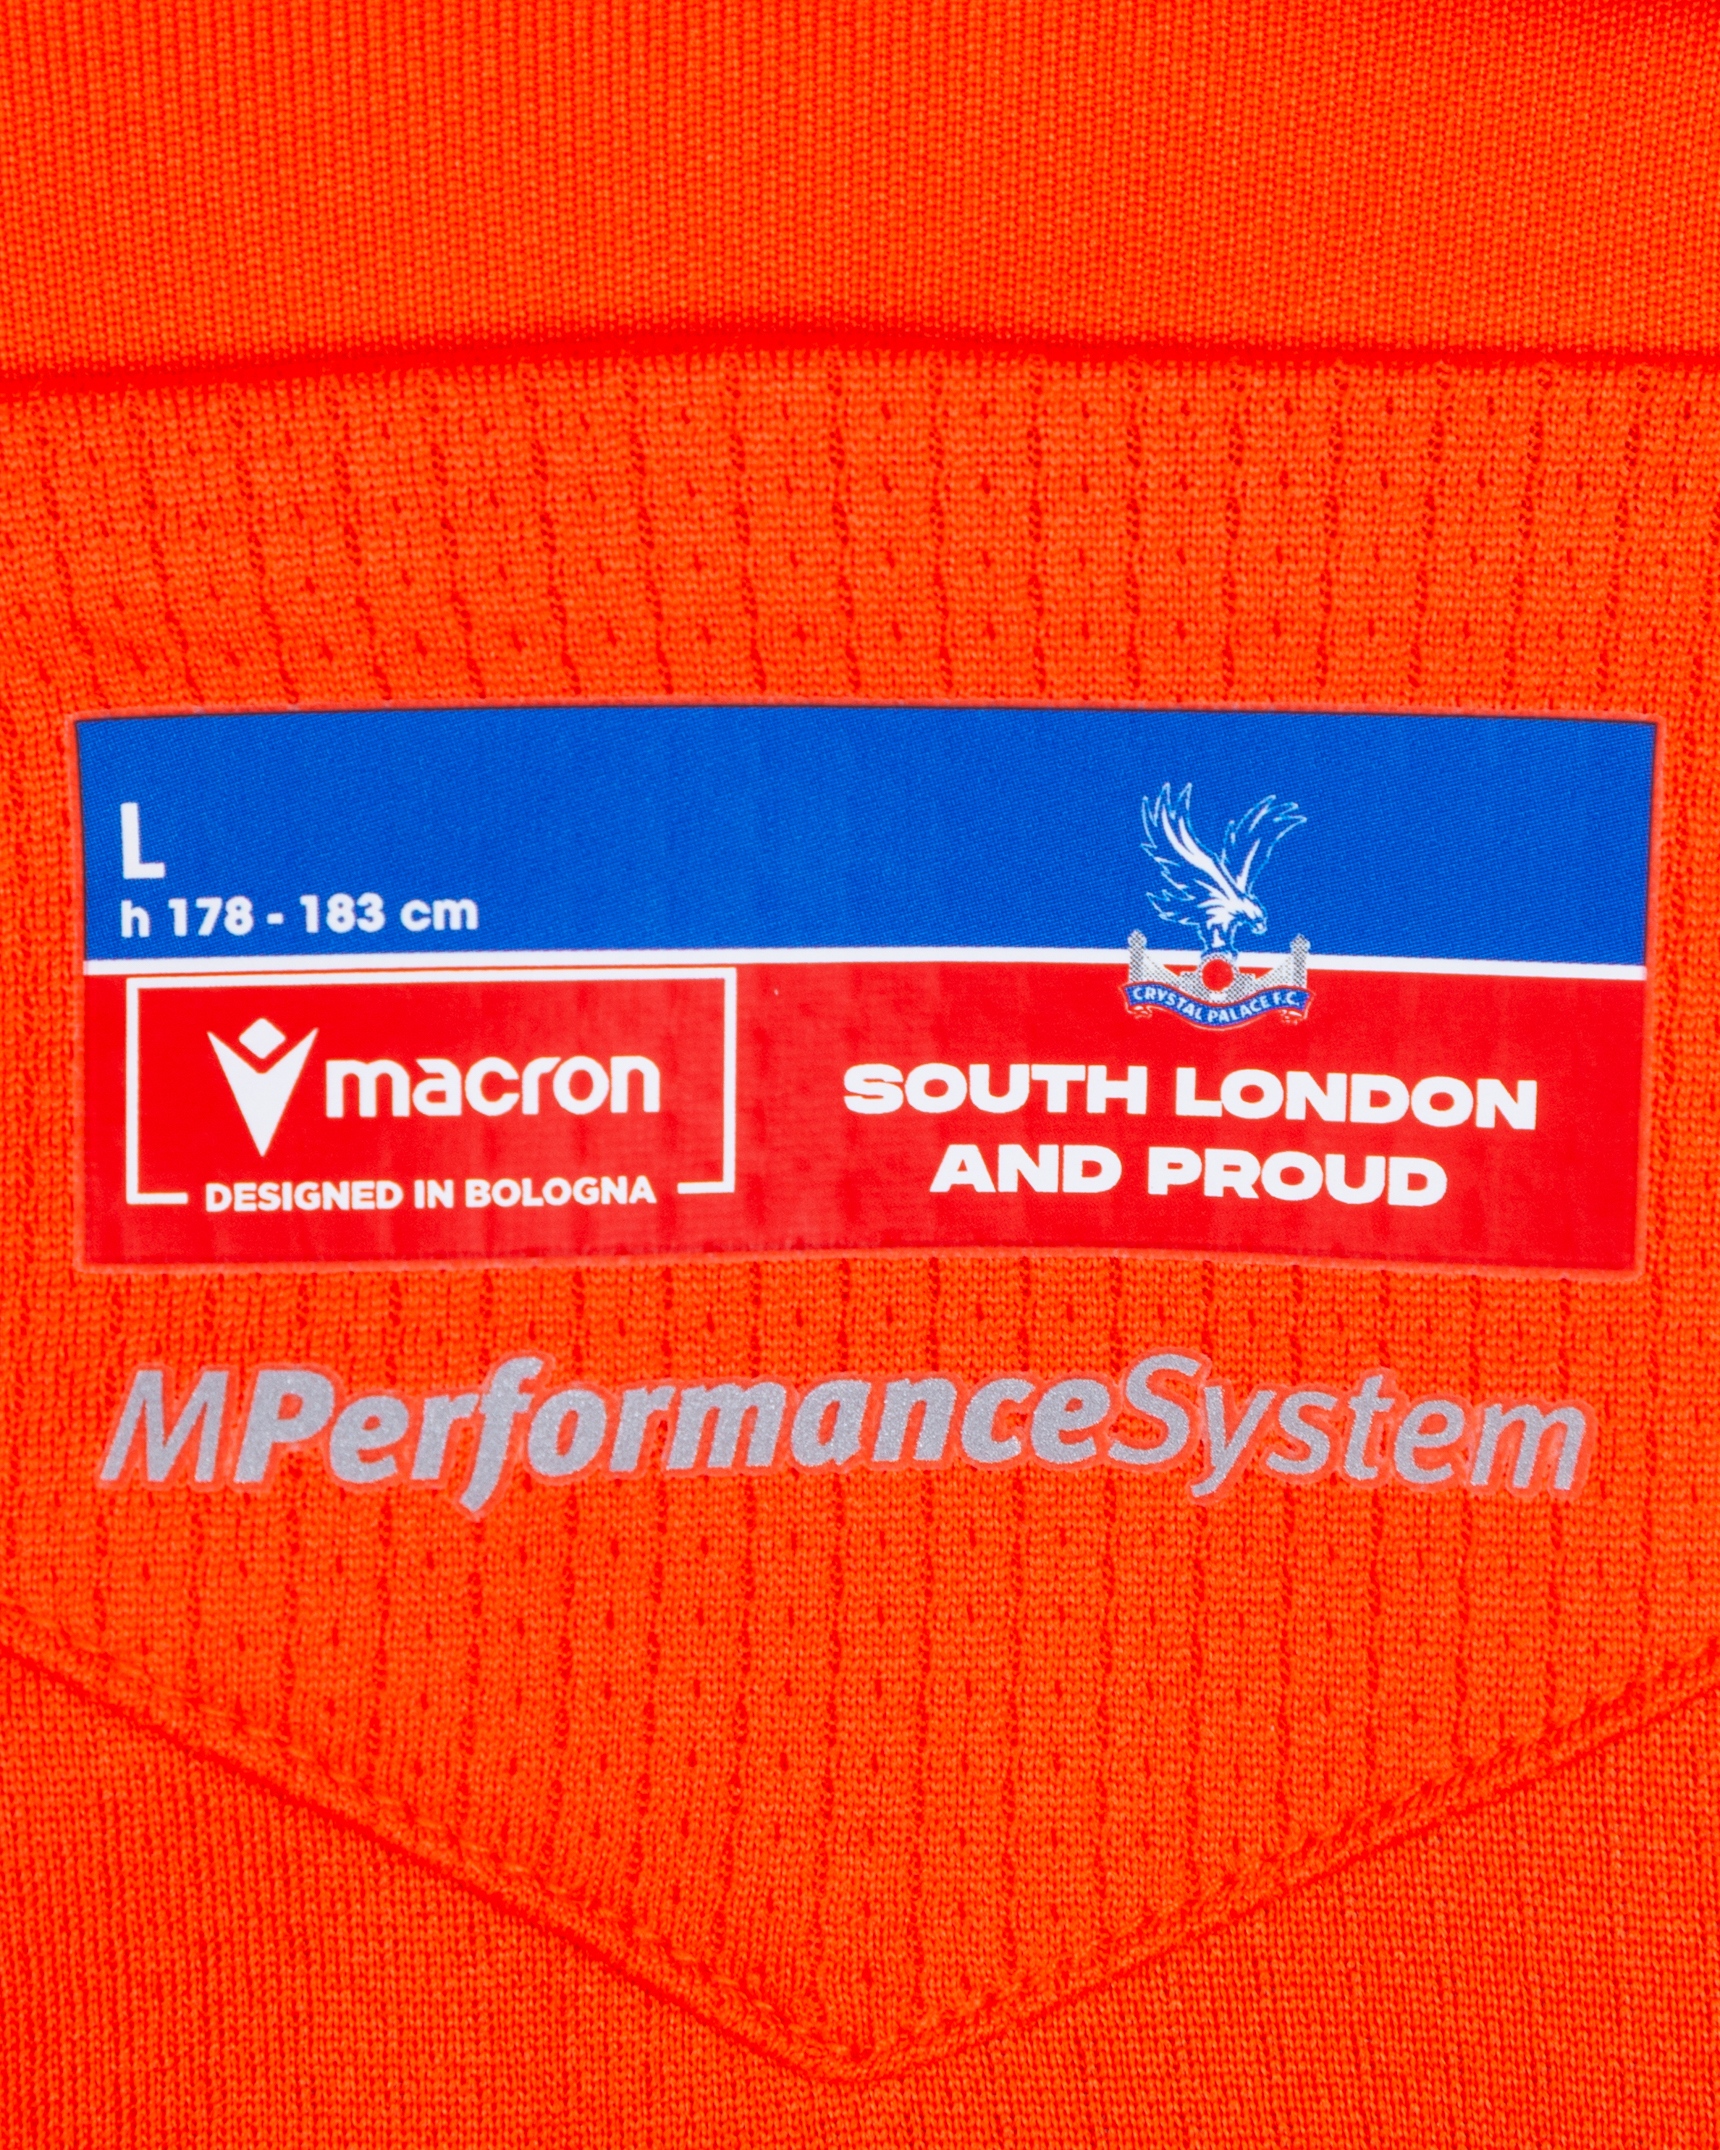 L
h 178 - 183 cm
CRYSTAL PALACE F.C.
macron
DESIGNED IN BOLOGNA
SOUTH LONDON
AND PROUD
MPerformanceSystem